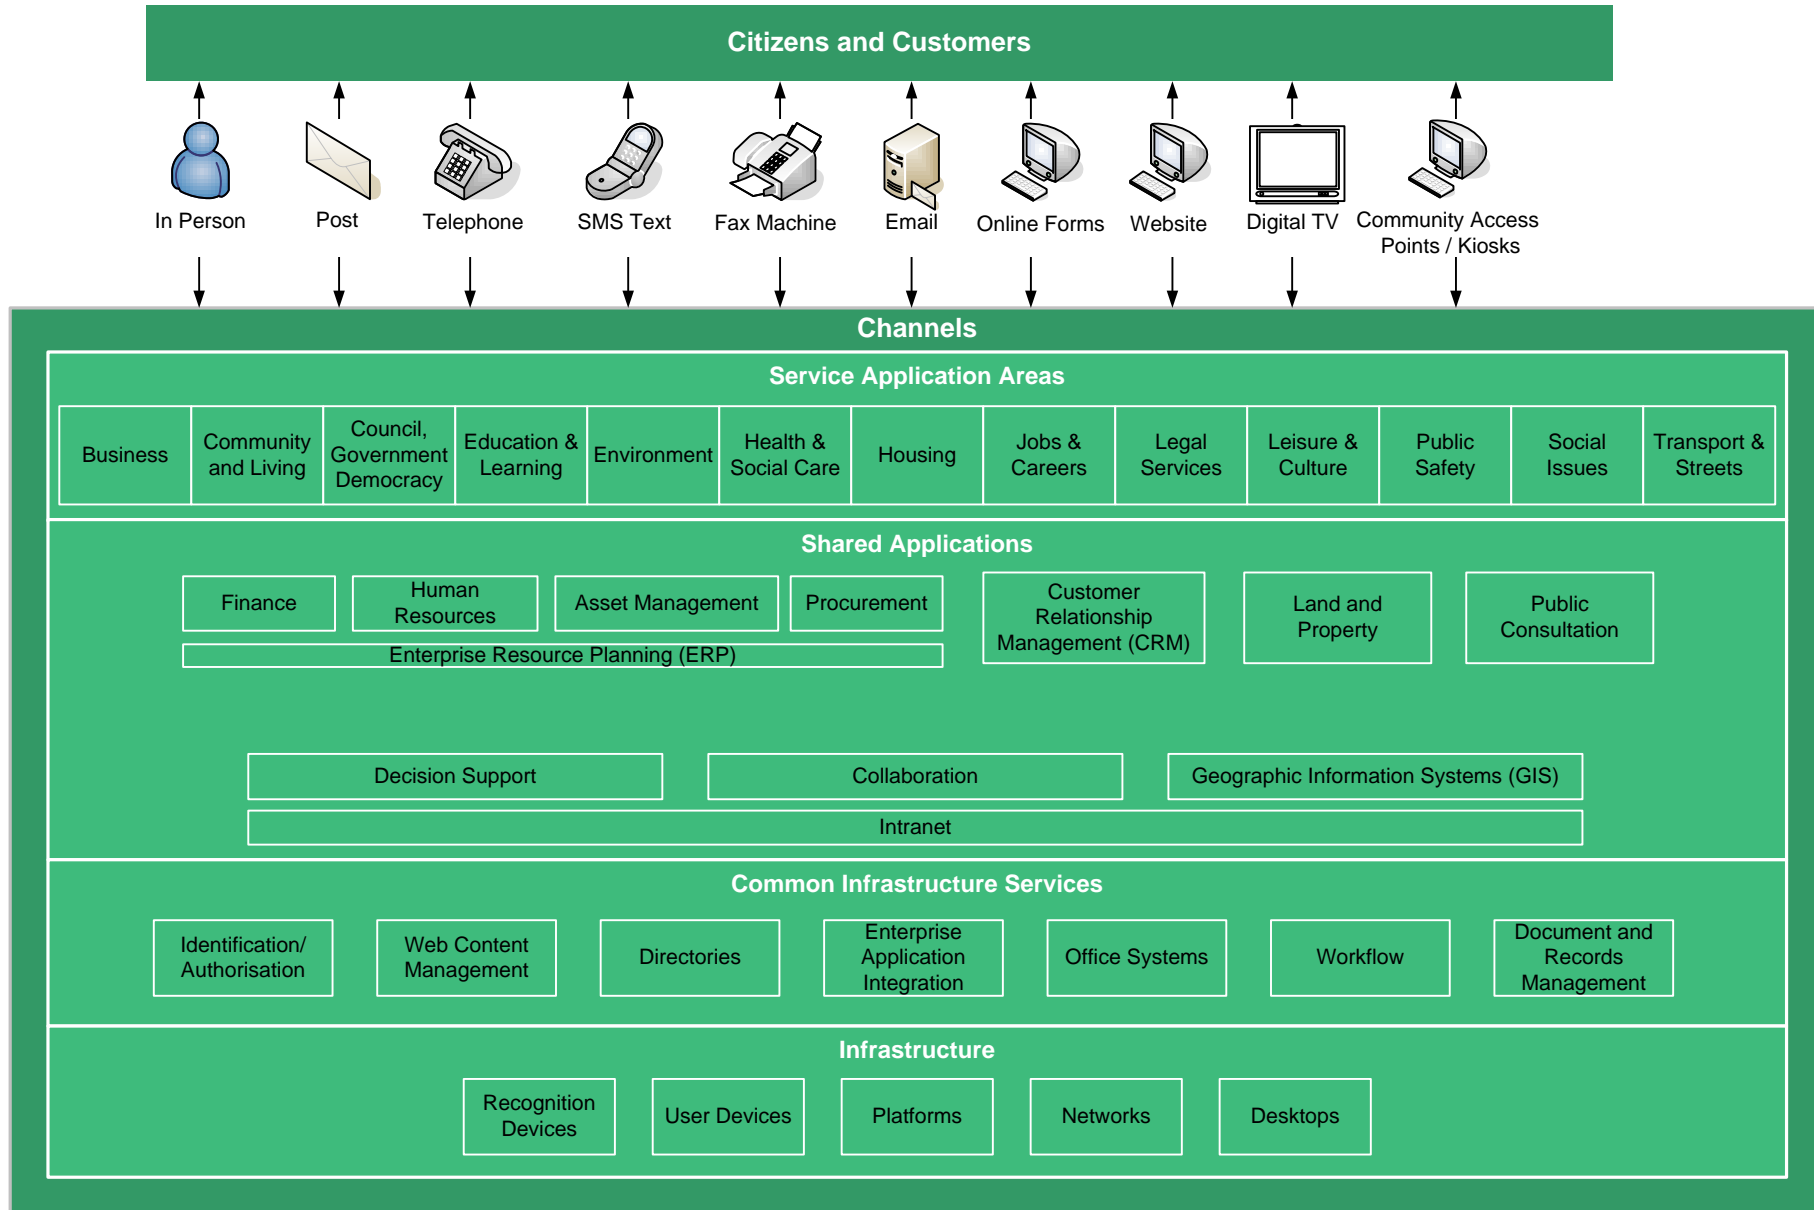 Citizens and Customers
In Person
Post
Telephone
SMS Text
Fax Machine
Email
Online Forms
Website
Digital TV
Community Access
Points / Kiosks
Channels
Service Application Areas
Business
Community
and Living
Council,
Government
Democracy
Education &
Learning
Environment
Health &
Social Care
Housing
Jobs &
Careers
Legal
Services
Leisure &
Culture
Public
Safety
Social
Issues
Transport &
Streets
Shared Applications
Finance
Human
Resources
Asset Management
Procurement
Enterprise Resource Planning (ERP)
Customer
Relationship
Management (CRM)
Land and
Property
Public
Consultation
Decision Support
Collaboration
Geographic Information Systems (GIS)
Intranet
Common Infrastructure Services
Identification/
Authorisation
Web Content
Management
Directories
Enterprise
Application
Integration
Office Systems
Workflow
Document and
Records
Management
Infrastructure
Recognition
Devices
User Devices
Platforms
Networks
Desktops